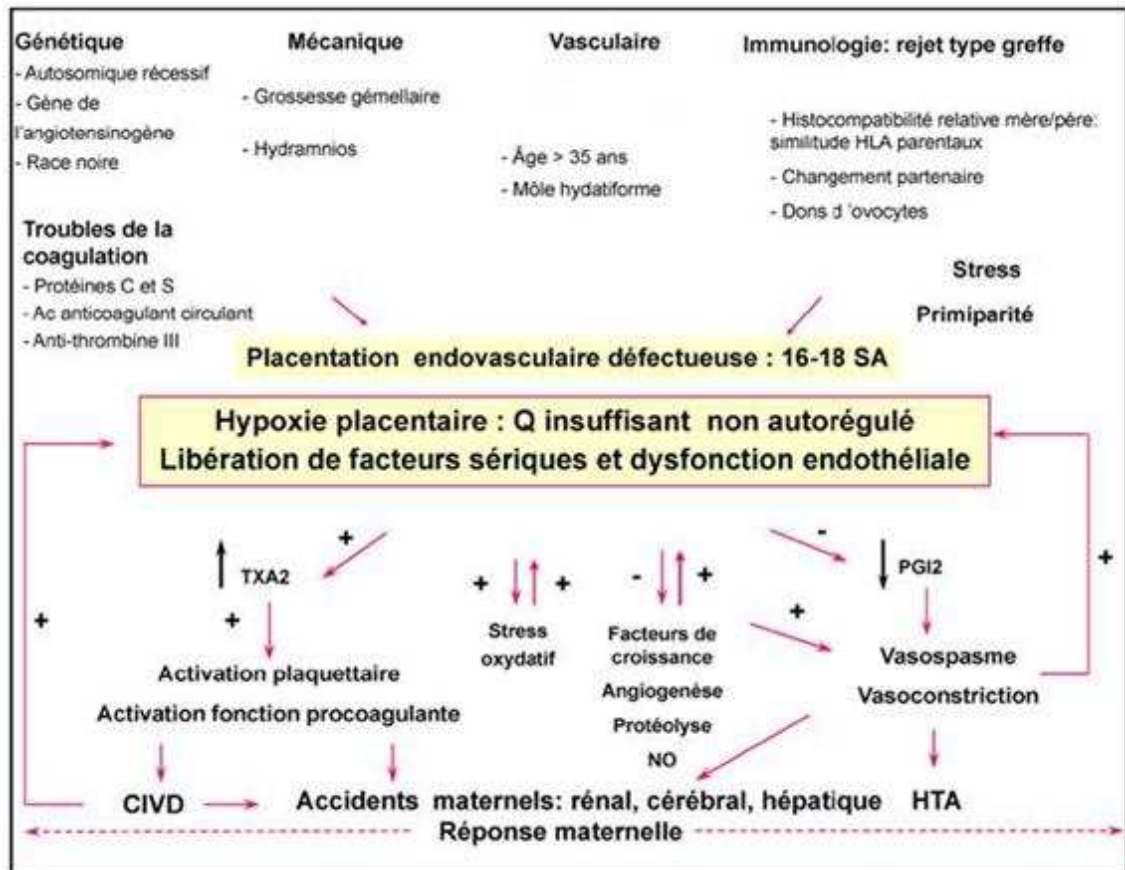 Génétique
- Autosomique récessif
- Gène de
l'angiotensinogène
- Race noire
Mécanique
- Grossesse gémellaire
- Hydramnios
Vasculaire
- Âge > 35 ans
- Môle hydatiforme
Immunologie: rejet type greffe
- Histocompatibilité relative mère/père:
similitude HLA parentaux
- Changement partenaire
- Dons d 'ovocytes
Troubles de la
coagulation
- Protéines C et S
- Ac anticoagulant circulant
- Anti-thrombine III
Stress
Primiparité
Placentation endovasculaire défectueuse : 16-18 SA
Hypoxie placentaire : Q insuffisant non autorégulé
Libération de facteurs sériques et dysfonction endothéliale
+
-
TXA2
+
+
-
+
PGI2
+
+
+
+
Stress
oxydatif
Facteurs de
croissance
Angiogenèse
Protéolyse
NO
Vasospasme
Vasoconstriction
Activation plaquettaire
Activation fonction procoagulante
CIVD
Accidents maternels: rénal, cérébral, hépatique
HTA
Réponse maternelle